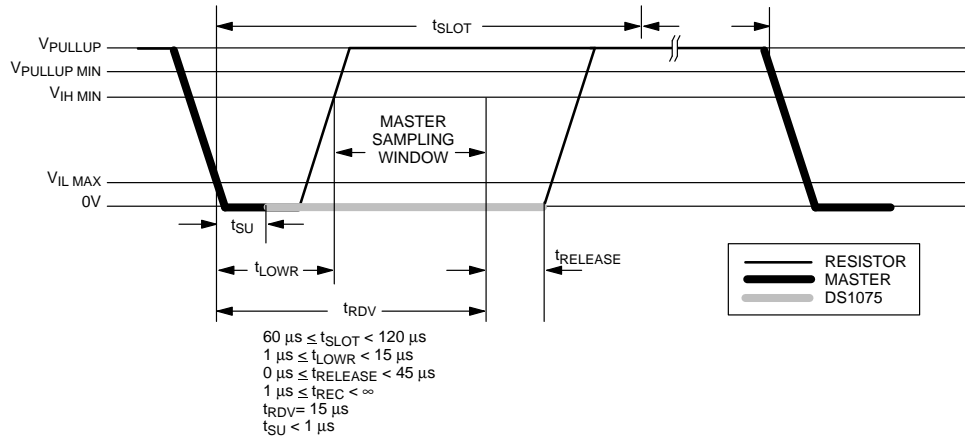 tSLOT
VPULLUP
VPULLUP MIN
VIH MIN
MASTER
SAMPLING
WINDOW
VIL MAX
0V
tSU
tLOWR
tRELEASE
tRDV
RESISTOR
MASTER
DS1075
60 µs ≤ tSLOT < 120 µs
1 µs ≤ tLOWR < 15 µs
0 µs ≤ tRELEASE < 45 µs
1 µs ≤ tREC < ∞
tRDV= 15 µs
tSU < 1 µs